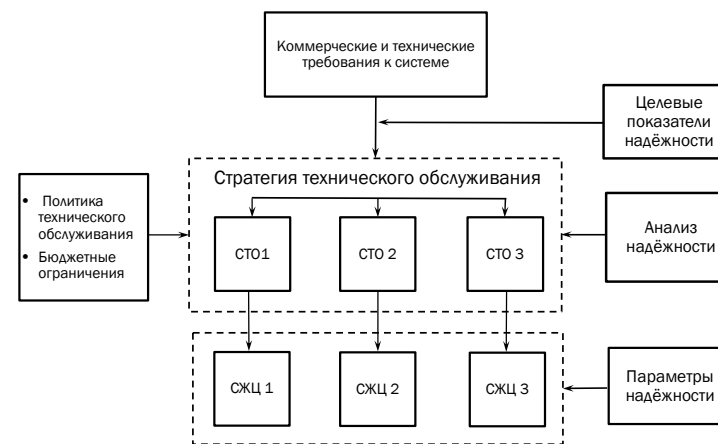 Коммерческие и технические
требования к системе
Целевые
показатели
надёжности
Стратегия технического обслуживания
• Политика
технического
обслуживания
• Бюджетные
ограничения
СТО1
СТО 2
СТО 3
Анализ
надёжности
СЖЦ 1
СЖЦ 2
СЖЦ 3
Параметры
надёжности